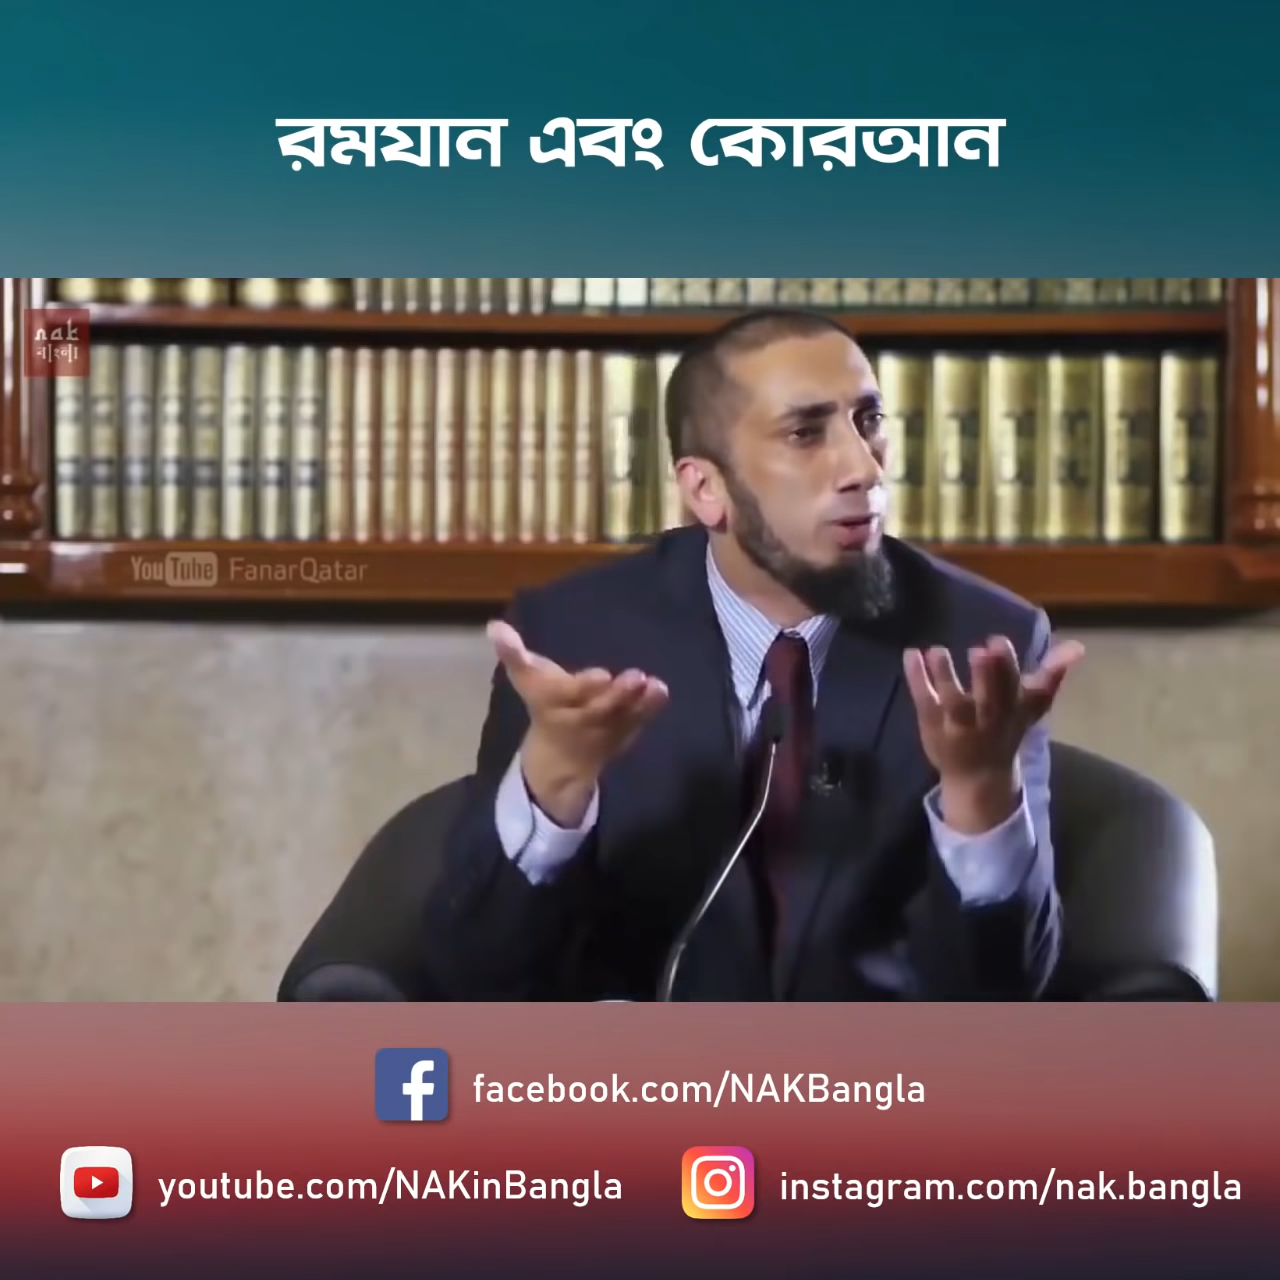 রমযান এবং কোরআন
nak
বাংলা
YouTube FanarQatar
facebook.com/NAKBangla
youtube.com/NAKinBangla
instagram.com/nak.bangla